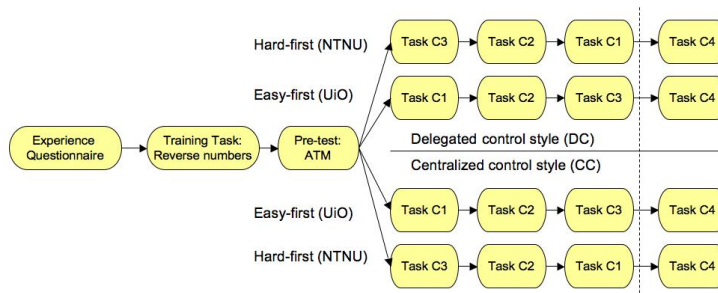 Hard-first (NTNU)
Task C3
Task C2
Task C1
Task C4
Easy-first (UiO)
Task C1
Task C2
Task C3
Task C4
Experience
Questionnaire
Training Task:
Reverse numbers
Pre-test:
ATM
Delegated control style (DC)
Centralized control style (CC)
Easy-first (UiO)
Task C1
Task C2
Task C3
Task C4
Hard-first (NTNU)
Task C3
Task C2
Task C1
Task C4